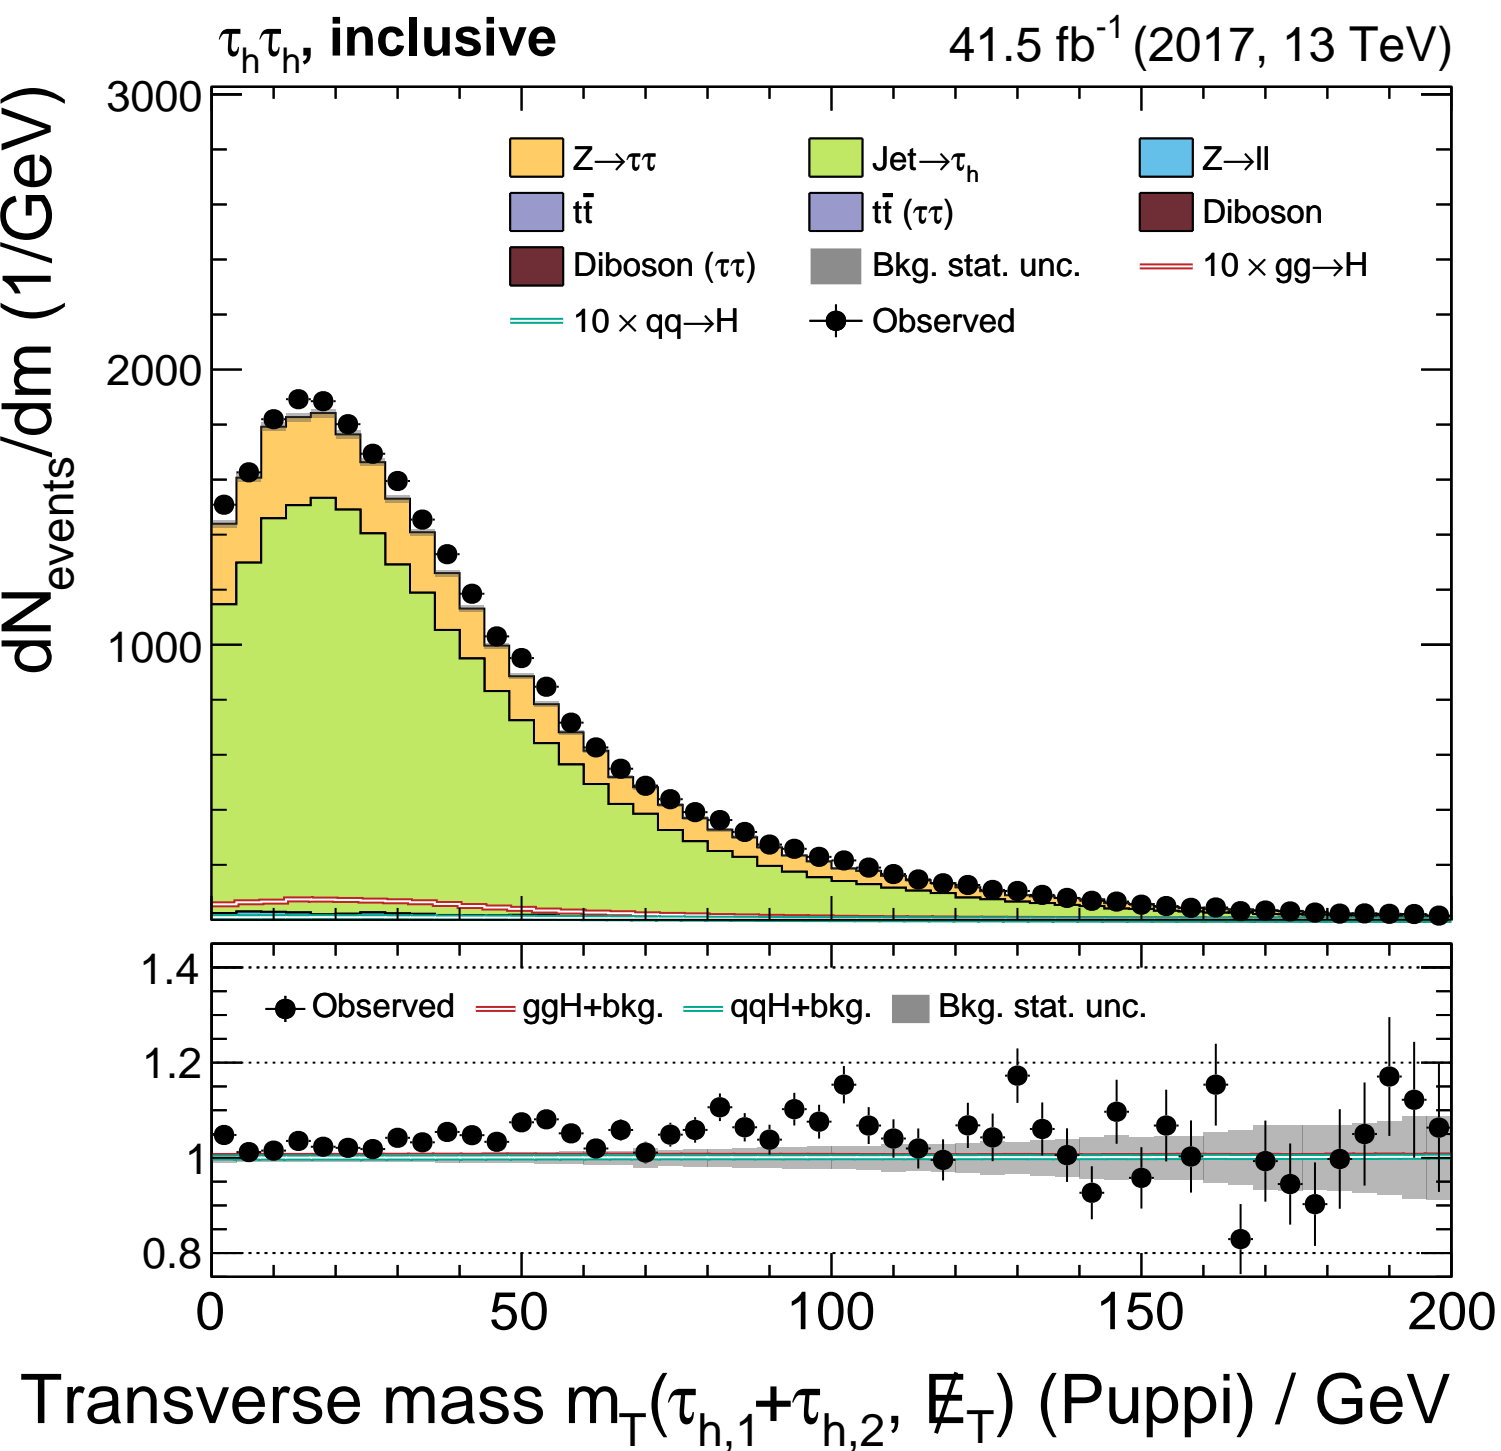 τhτh, inclusive
41.5 fb-1 (2017, 13 TeV)
dNevents/dm (1/GeV)
3000
2000
1000
Z→ττ
Jet→τh
Z→ll
tt̄
tt̄ (ττ)
Diboson
Diboson (ττ)
Bkg. stat. unc.
10 × gg→H
10 × qq→H
Observed
1.4
1.2
1
0.8
Observed
ggH+bkg.
qqH+bkg.
Bkg. stat. unc.
0
50
100
150
200
Transverse mass mT(τh,1+τh,2, E̸T) (Puppi) / GeV